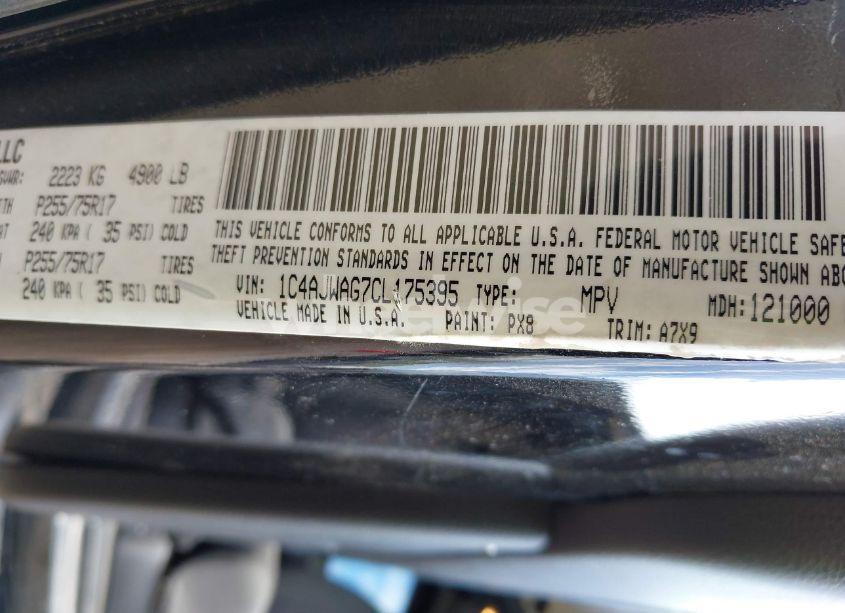 LLC
GVWR: 2223 KG 4900 LB
P255/75R17 TIRES
240 KPA ( 35 PSI) COLD
P255/75R17 TIRES
240 KPA ( 35 PSI) COLD
THIS VEHICLE CONFORMS TO ALL APPLICABLE U.S.A. FEDERAL MOTOR VEHICLE SAFE
THEFT PREVENTION STANDARDS IN EFFECT ON THE DATE OF MANUFACTURE SHOWN ABO
VIN: 1C4AJWAG7CL175395 TYPE: MPV MDH: 121000
VEHICLE MADE IN U.S.A. PAINT: PX8 TRIM: A7X9